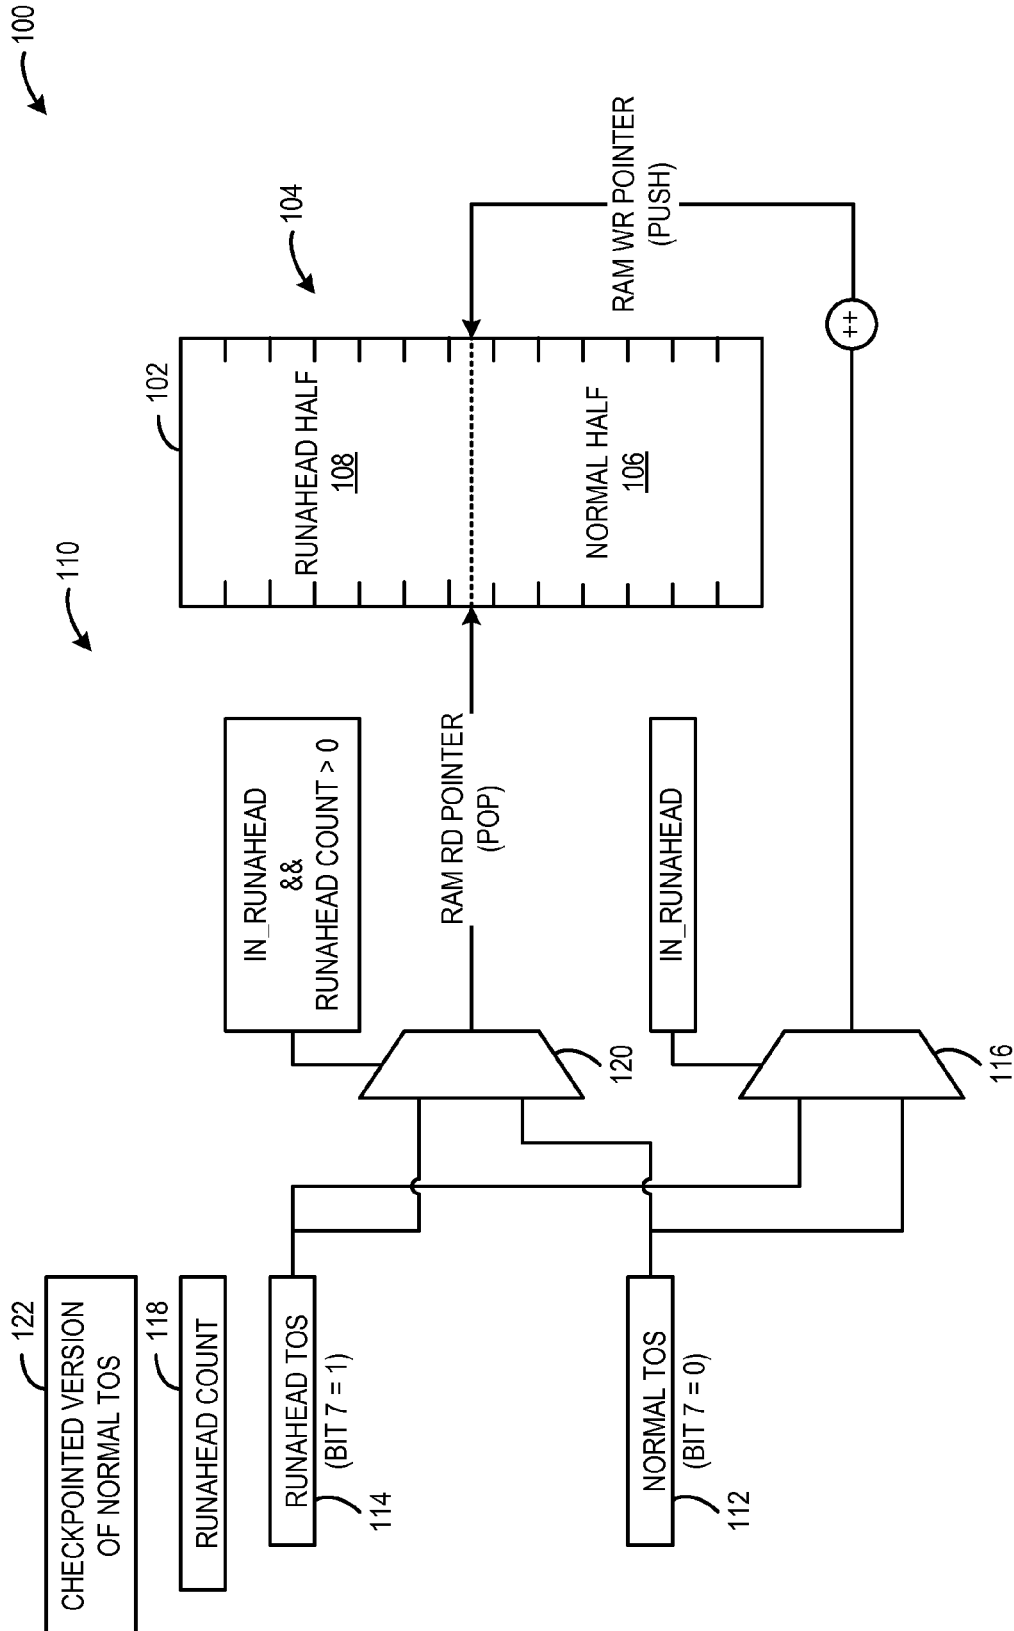 100
110
104
102
RUNAHEAD HALF
108
NORMAL HALF
106
122
CHECKPOINTED VERSION
OF NORMAL TOS
118
RUNAHEAD COUNT
RUNAHEAD TOS
(BIT 7 = 1)
114
NORMAL TOS
(BIT 7 = 0)
112
IN_RUNAHEAD
&&
RUNAHEAD COUNT > 0
120
RAM RD POINTER
(POP)
IN_RUNAHEAD
116
++
RAM WR POINTER
(PUSH)